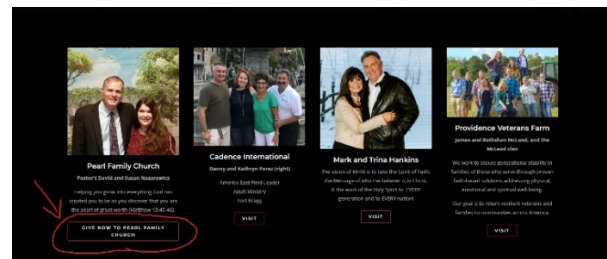 Pearl Family Church
Pastor's David and Susan Nazarewicz
Helping you grow into everything God has
created you to be as you discover that you are
the pearl of great worth (Matthew 13:45-46).
GIVE NOW TO PEARL FAMILY
CHURCH
Cadence International
Danny and Kathryn Perez (right)
America East Field Leader
Adult Ministry
Fort Bragg
VISIT
Mark and Trina Hankins
The vision of MHM is to take the Spirit of Faith,
the Message of who the believer is in Christ,
& the work of the Holy Spirit to EVERY
generation and to EVERY nation!
VISIT
Providence Veterans Farm
James and Bethshan McLeod, and the
McLeod clan
We work to secure generational stability in
families of those who serve through proven
faith-based solutions addressing physical,
emotional and spiritual well-being.
Our goal is to return resilient veterans and
families to communities across America.
VISIT